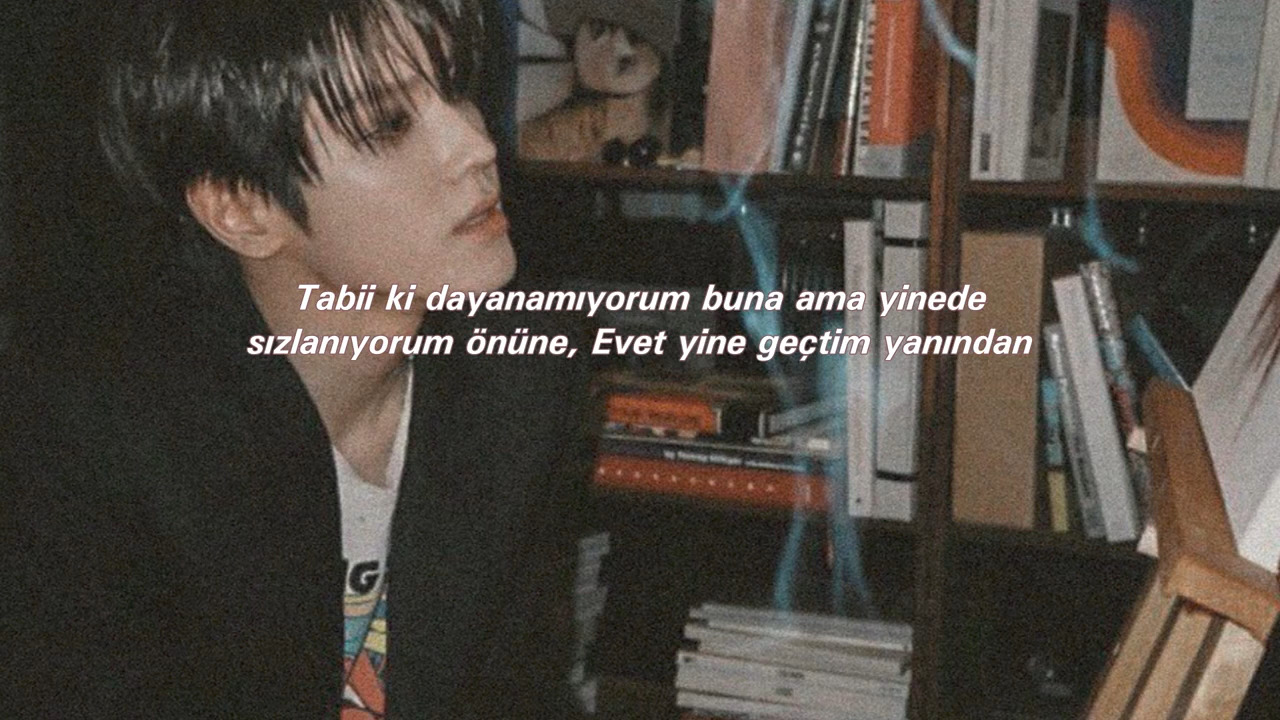 Tabii ki dayanamıyorum buna ama yinede
sızlanıyorum önüne, Evet yine geçtim yanından
G